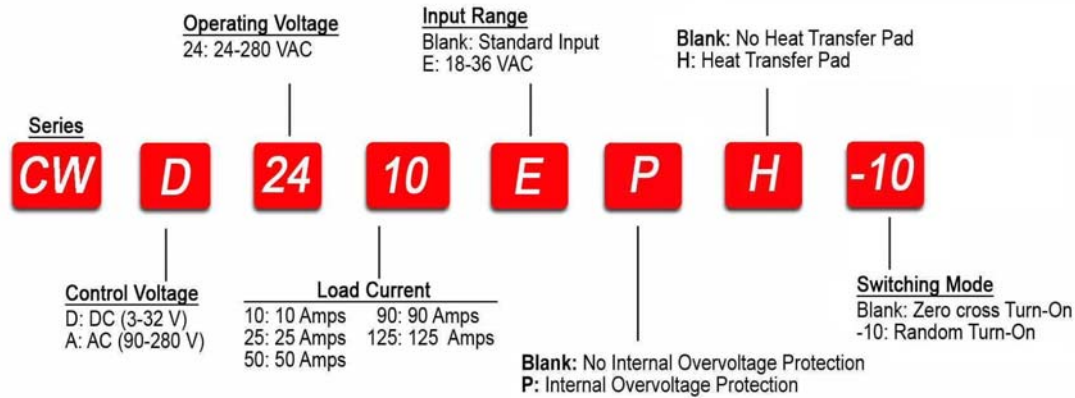 Operating Voltage
24: 24-280 VAC
Input Range
Blank: Standard Input
E: 18-36 VAC
Blank: No Heat Transfer Pad
H: Heat Transfer Pad
Series
CW D 24 10 E P H -10
Control Voltage
D: DC (3-32 V)
A: AC (90-280 V)
Load Current
10: 10 Amps 90: 90 Amps
25: 25 Amps 125: 125 Amps
50: 50 Amps
Blank: No Internal Overvoltage Protection
P: Internal Overvoltage Protection
Switching Mode
Blank: Zero cross Turn-On
-10: Random Turn-On